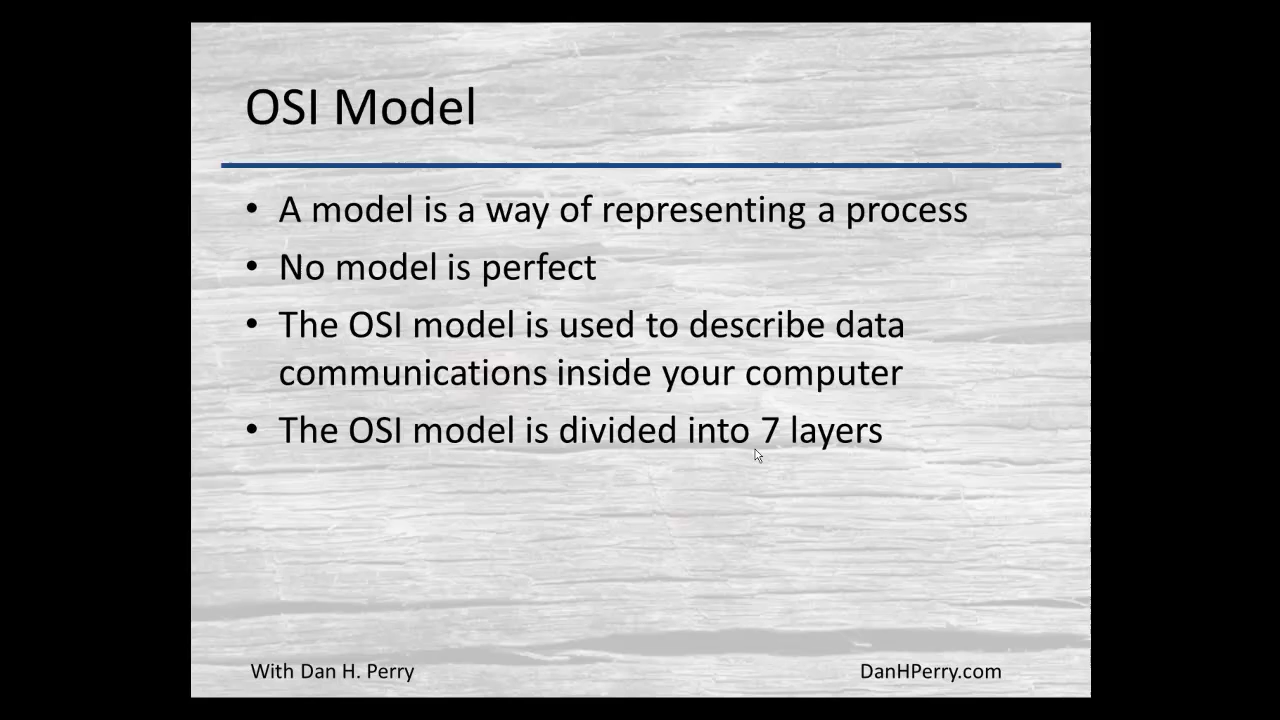 OSI Model
• A model is a way of representing a process
• No model is perfect
• The OSI model is used to describe data
communications inside your computer
• The OSI model is divided into 7 layers
With Dan H. Perry
DanHPerry.com